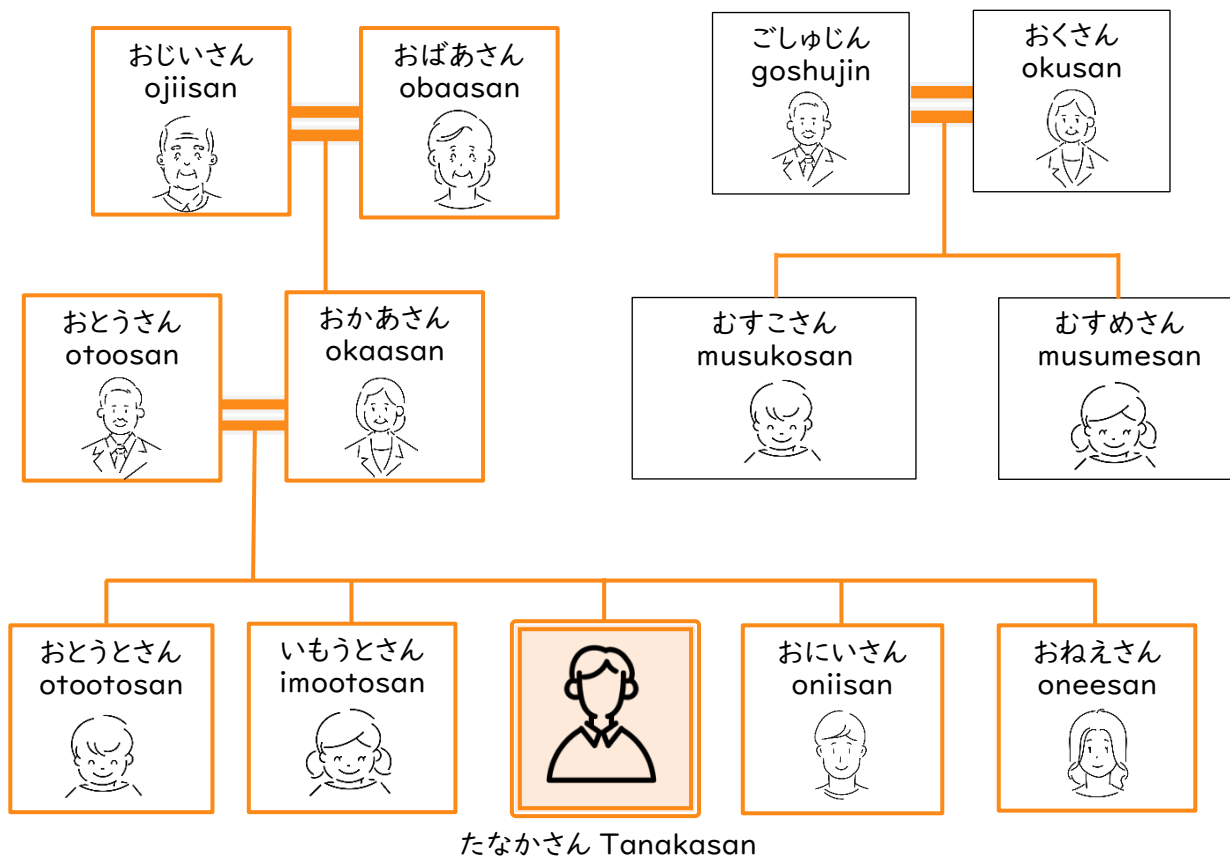 おじいさん
ojiisan
おばあさん
obaasan
ごしゅじん
goshujin
おくさん
okusan
おとうさん
otoosan
おかあさん
okaasan
むすこさん
musukosan
むすめさん
musumesan
おとうとさん
otootosan
いもうとさん
imootosan
おにいさん
oniisan
おねえさん
oneesan
たなかさん Tanakasan